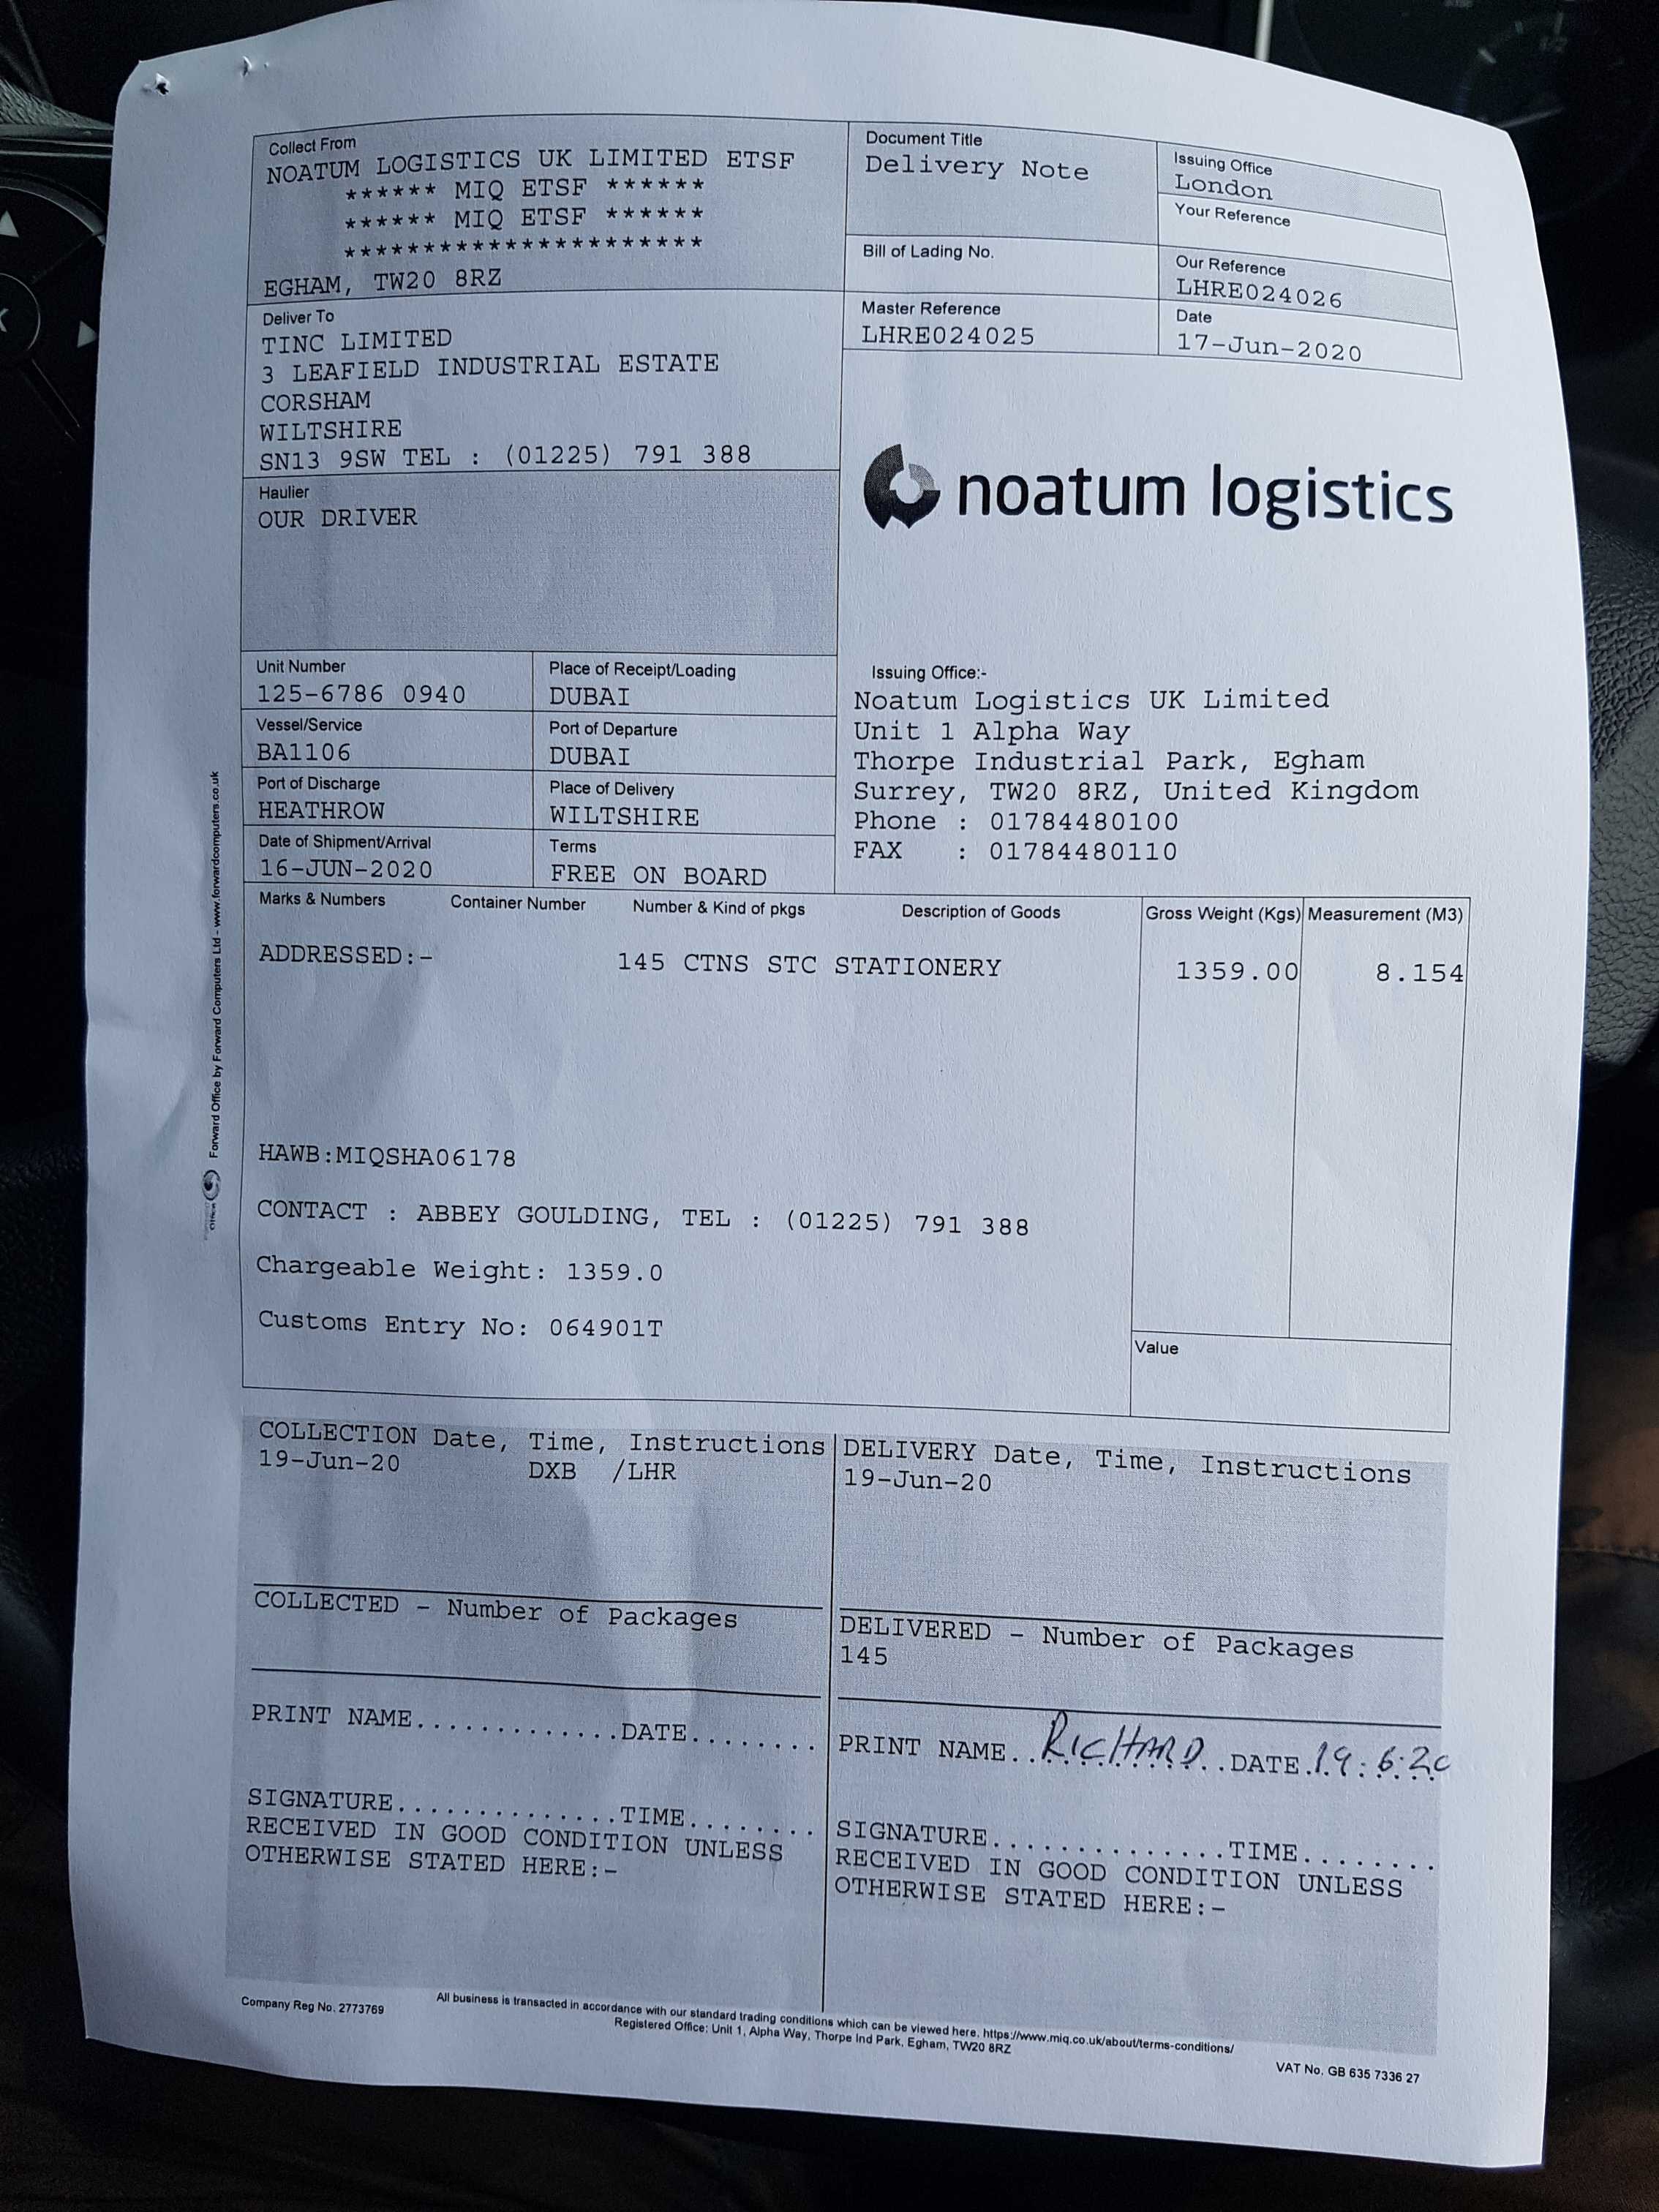 Collect From
NOATUM LOGISTICS UK LIMITED ETSF
****** MIQ ETSF ******
****** MIQ ETSF ******
***********************
EGHAM, TW20 8RZ
Document Title
Delivery Note
Issuing Office
London
Your Reference
Bill of Lading No.
Our Reference
LHRE024026
Master Reference
LHRE024025
Date
17-Jun-2020
Deliver To
TINC LIMITED
3 LEAFIELD INDUSTRIAL ESTATE
CORSHAM
WILTSHIRE
SN13 9SW TEL : (01225) 791 388
Haulier
OUR DRIVER
noatum logistics
Unit Number
125-6786 0940
Place of Receipt/Loading
DUBAI
Vessel/Service
BA1106
Port of Departure
DUBAI
Port of Discharge
HEATHROW
Place of Delivery
WILTSHIRE
Date of Shipment/Arrival
16-JUN-2020
Terms
FREE ON BOARD
Issuing Office:-
Noatum Logistics UK Limited
Unit 1 Alpha Way
Thorpe Industrial Park, Egham
Surrey, TW20 8RZ, United Kingdom
Phone : 01784480100
FAX : 01784480110
Marks & Numbers Container Number Number & Kind of pkgs Description of Goods Gross Weight (Kgs) Measurement (M3)
ADDRESSED:- 145 CTNS STC STATIONERY 1359.00 8.154
HAWB:MIQSHA06178
CONTACT : ABBEY GOULDING, TEL : (01225) 791 388
Chargeable Weight: 1359.0
Customs Entry No: 064901T
Value
COLLECTION Date, Time, Instructions
19-Jun-20 DXB /LHR
COLLECTED - Number of Packages
PRINT NAME.............DATE........
SIGNATURE..............TIME........
RECEIVED IN GOOD CONDITION UNLESS
OTHERWISE STATED HERE:-
DELIVERY Date, Time, Instructions
19-Jun-20
DELIVERED - Number of Packages
145
PRINT NAME..RICHARD..DATE.19:6:20
SIGNATURE...............TIME........
RECEIVED IN GOOD CONDITION UNLESS
OTHERWISE STATED HERE:-
Company Reg No. 2773769
All business is transacted in accordance with our standard trading conditions which can be viewed here. https://www.miq.co.uk/about/terms-conditions/
Registered Office: Unit 1, Alpha Way, Thorpe Ind Park, Egham, TW20 8RZ
VAT No. GB 635 7336 27
Forward Office by Forward Computers Ltd - www.forwardcomputers.co.uk